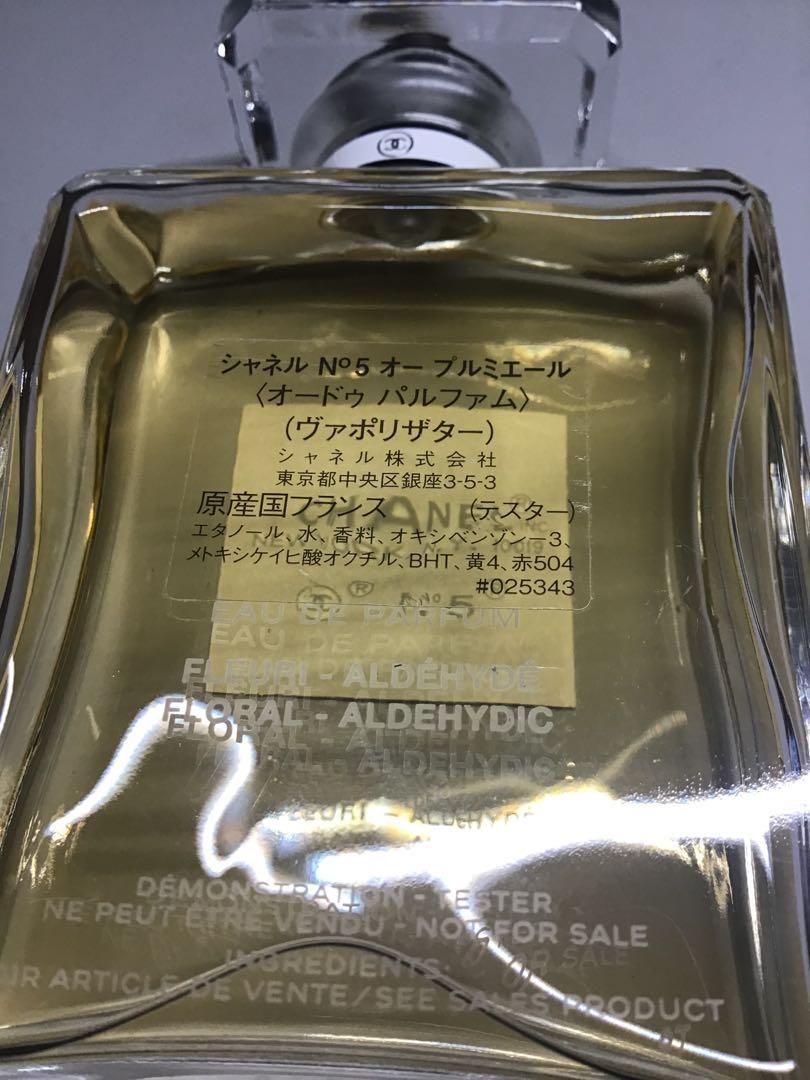 シャネル Nº5 オー プルミエール
〈オードゥ パルファム〉
(ヴァポリザター)
シャネル株式会社
東京都中央区銀座3-5-3
原産国フランス (テスター)
エタノール、水、香料、オキシベンゾン-3、
メトキシケイヒ酸オクチル、BHT、黄4、赤504
#025343
EAU DE PARFUM
FLEURI - ALDÉHYDÉ
FLORAL - ALDEHYDIC
DÉMONSTRATION - TESTER
NE PEUT ÊTRE VENDU - NOT FOR SALE
INGREDIENTS:
ARTICLE DE VENTE/SEE SALES PRODUCT